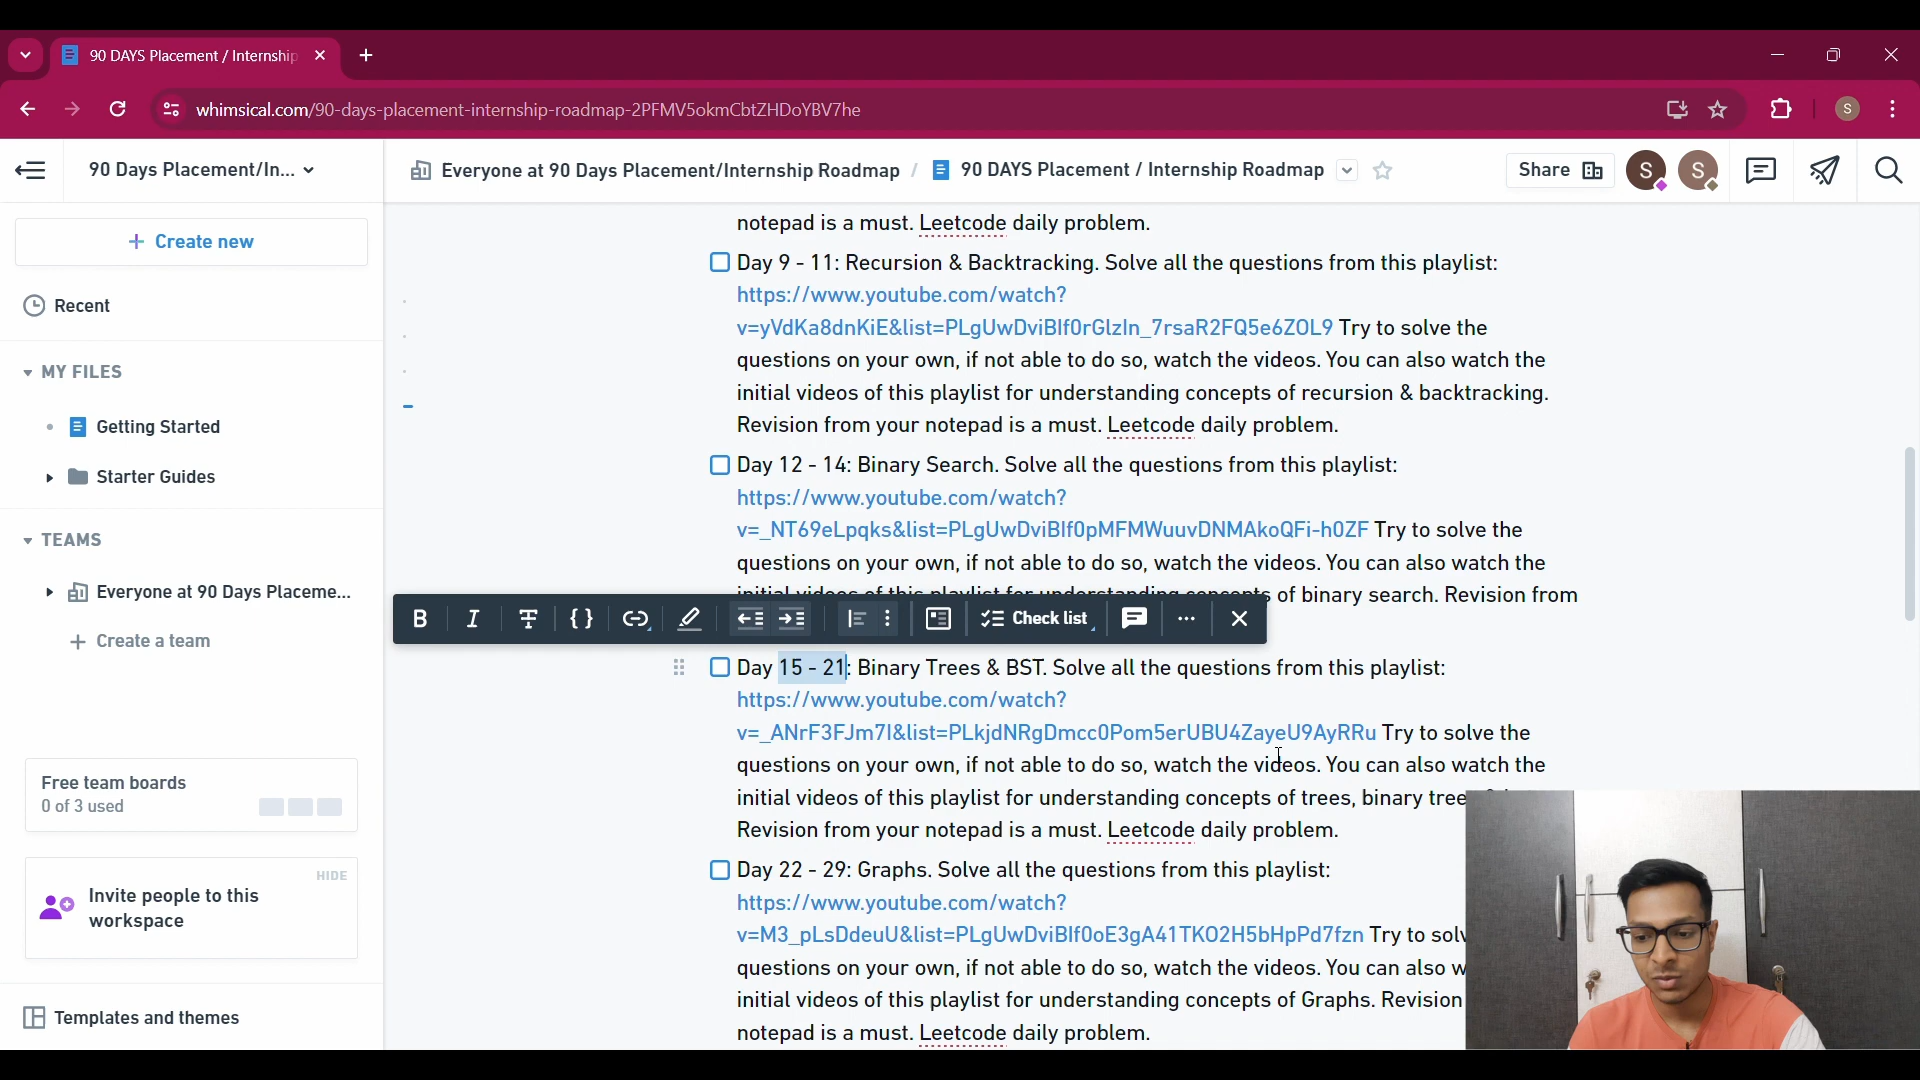 90 DAYS Placement / Internship
whimsical.com/90-days-placement-internship-roadmap-2PFMV5okmCbtZHDoYBV7he
S
90 Days Placement/In...
Everyone at 90 Days Placement/Internship Roadmap / 90 DAYS Placement / Internship Roadmap
Share
S
S
+ Create new
Recent
MY FILES
Getting Started
Starter Guides
TEAMS
Everyone at 90 Days Placeme...
+ Create a team
Free team boards
0 of 3 used
HIDE
Invite people to this
workspace
Templates and themes
notepad is a must. Leetcode daily problem.
Day 9 - 11: Recursion & Backtracking. Solve all the questions from this playlist:
https://www.youtube.com/watch?
v=yVdKa8dnKiE&list=PLgUwDviBIf0rGlzIn_7rsaR2FQ5e6ZOL9 Try to solve the
questions on your own, if not able to do so, watch the videos. You can also watch the
initial videos of this playlist for understanding concepts of recursion & backtracking.
Revision from your notepad is a must. Leetcode daily problem.
Day 12 - 14: Binary Search. Solve all the questions from this playlist:
https://www.youtube.com/watch?
v=_NT69eLpqks&list=PLgUwDviBIf0pMFMWuuvDNMAkoQFi-h0ZF Try to solve the
questions on your own, if not able to do so, watch the videos. You can also watch the
initial videos of this playlist for understanding concepts of binary search. Revision from
B I T { } Check list
Day 15 - 21: Binary Trees & BST. Solve all the questions from this playlist:
https://www.youtube.com/watch?
v=_ANrF3FJm7I&list=PLkjdNRgDmcc0Pom5erUBU4ZayeU9AyRRu Try to solve the
questions on your own, if not able to do so, watch the videos. You can also watch the
initial videos of this playlist for understanding concepts of trees, binary tree
Revision from your notepad is a must. Leetcode daily problem.
Day 22 - 29: Graphs. Solve all the questions from this playlist:
https://www.youtube.com/watch?
v=M3_pLsDdeuU&list=PLgUwDviBIf0oE3gA41TKO2H5bHpPd7fzn Try to solv
questions on your own, if not able to do so, watch the videos. You can also w
initial videos of this playlist for understanding concepts of Graphs. Revision
notepad is a must. Leetcode daily problem.